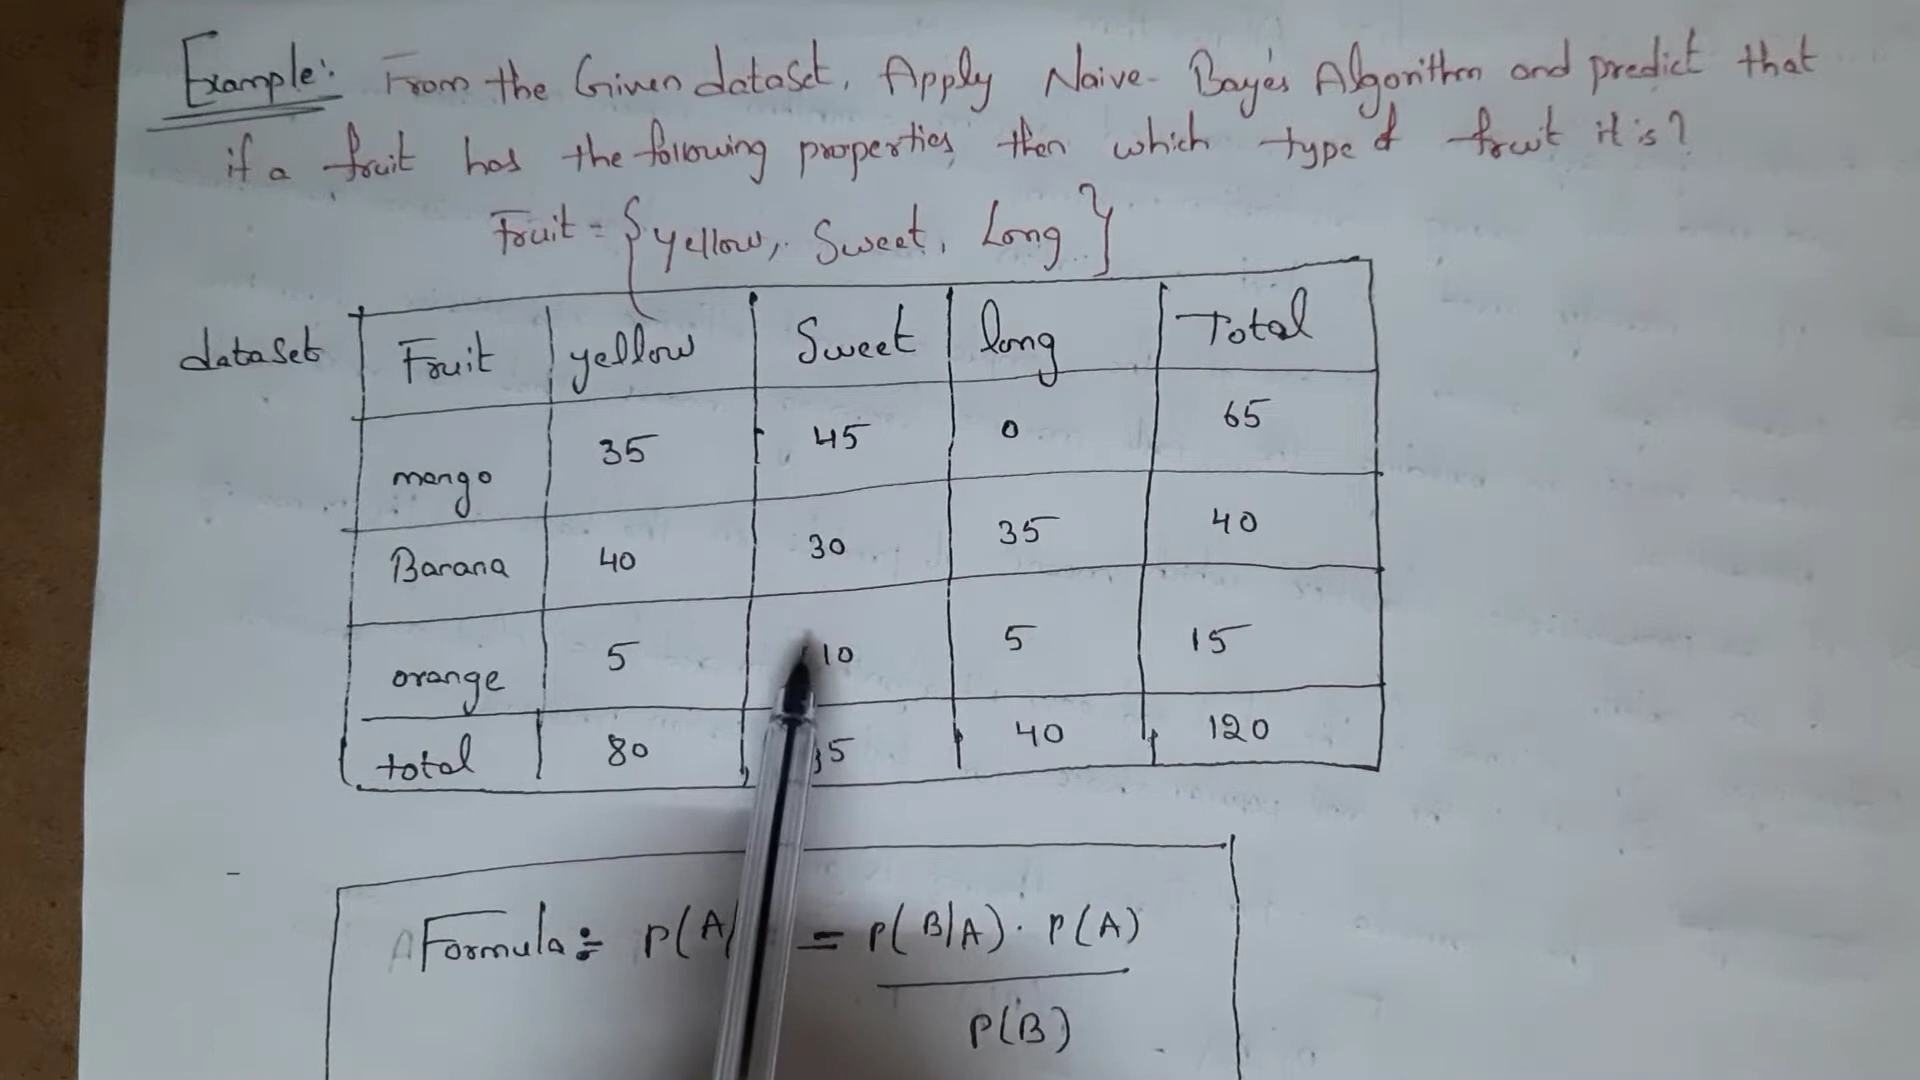 Example: From the Given dataset, Apply Naive-Bayes Algorithm and predict that
if a fruit has the following properties then which type of fruit it is?
Fruit = {yellow, Sweet, Long}
dataset
Fruit yellow Sweet long Total
mango 35 45 0 65
Banana 40 30 35 40
orange 5 10 5 15
total 80 5 40 120
Formula: P(A/ = P(B/A) · P(A)
P(B)